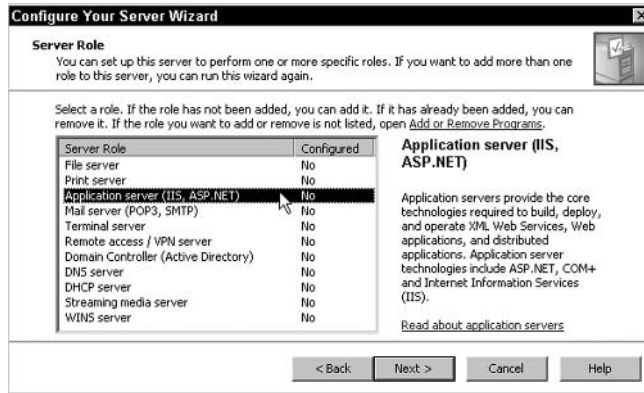 Configure Your Server Wizard
Server Role
You can set up this server to perform one or more specific roles. If you want to add more than one
role to this server, you can run this wizard again.
Select a role. If the role has not been added, you can add it. If it has already been added, you can
remove it. If the role you want to add or remove is not listed, open Add or Remove Programs.
Server Role Configured
File server No
Print server No
Application server (IIS, ASP.NET) No
Mail server (POP3, SMTP) No
Terminal server No
Remote access / VPN server No
Domain Controller (Active Directory) No
DNS server No
DHCP server No
Streaming media server No
WINS server No
Application server (IIS,
ASP.NET)
Application servers provide the core
technologies required to build, deploy,
and operate XML Web Services, Web
applications, and distributed
applications. Application server
technologies include ASP.NET, COM+
and Internet Information Services
(IIS).
Read about application servers
< Back Next > Cancel Help